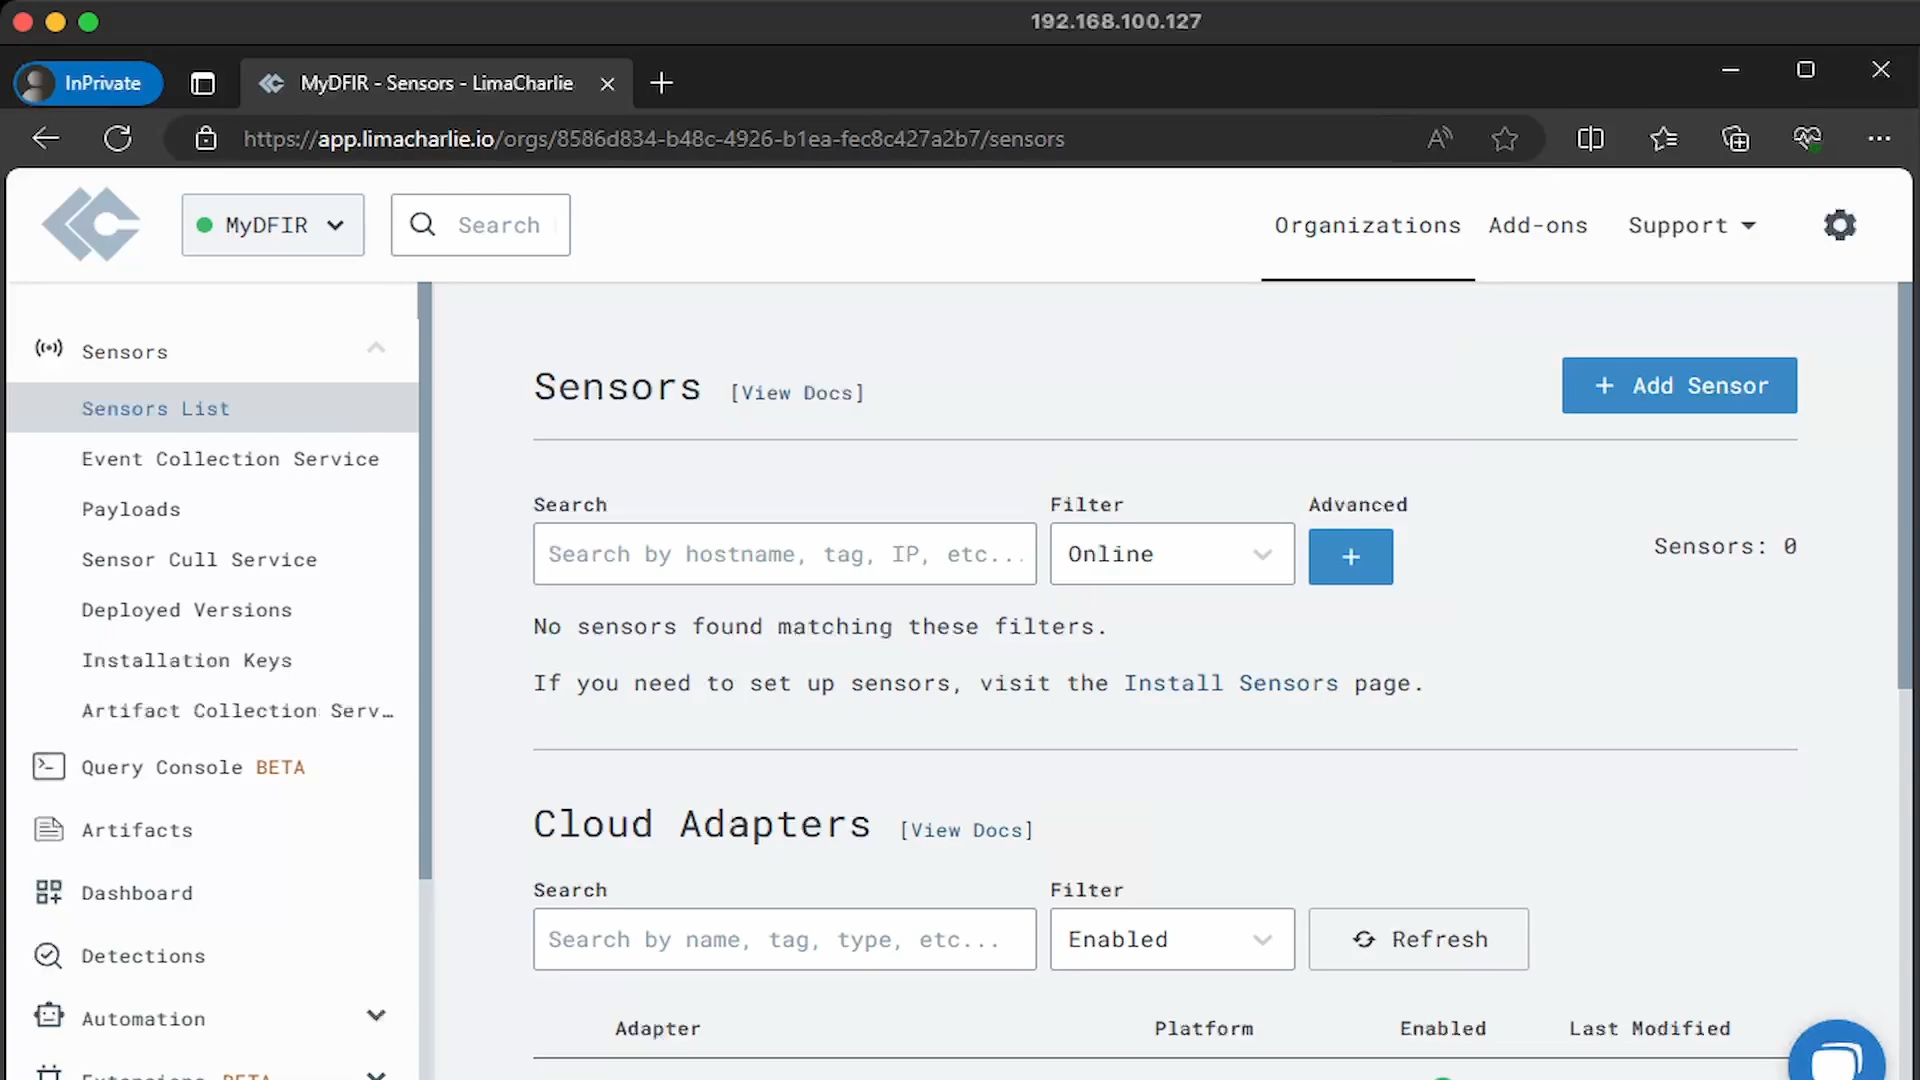 192.168.100.127
InPrivate
MyDFIR - Sensors - LimaCharlie
https://app.limacharlie.io/orgs/8586d834-b48c-4926-b1ea-fec8c427a2b7/sensors
MyDFIR
Search
Organizations
Add-ons
Support
Sensors
Sensors List
Event Collection Service
Payloads
Sensor Cull Service
Deployed Versions
Installation Keys
Artifact Collection Serv…
Query Console BETA
Artifacts
Dashboard
Detections
Automation
Extensions BETA
Sensors [View Docs]
+ Add Sensor
Search
Filter
Advanced
Search by hostname, tag, IP, etc...
Online
+
Sensors: 0
No sensors found matching these filters.
If you need to set up sensors, visit the Install Sensors page.
Cloud Adapters [View Docs]
Search
Filter
Search by name, tag, type, etc...
Enabled
Refresh
Adapter
Platform
Enabled
Last Modified